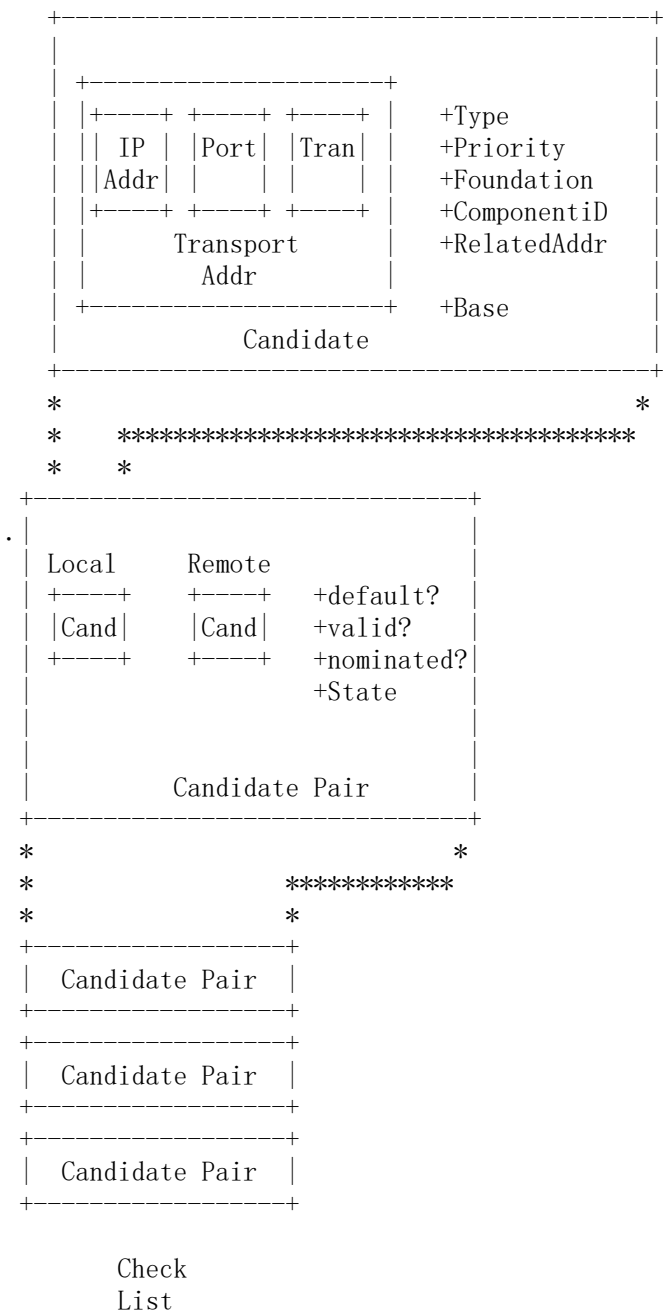 +Type
IP Port Tran +Priority
Addr +Foundation
+ComponentiD
Transport +RelatedAddr
Addr
+Base
Candidate
.
Local Remote
+default?
Cand Cand +valid?
+nominated?
+State
Candidate Pair
Candidate Pair
Candidate Pair
Candidate Pair
Check
List